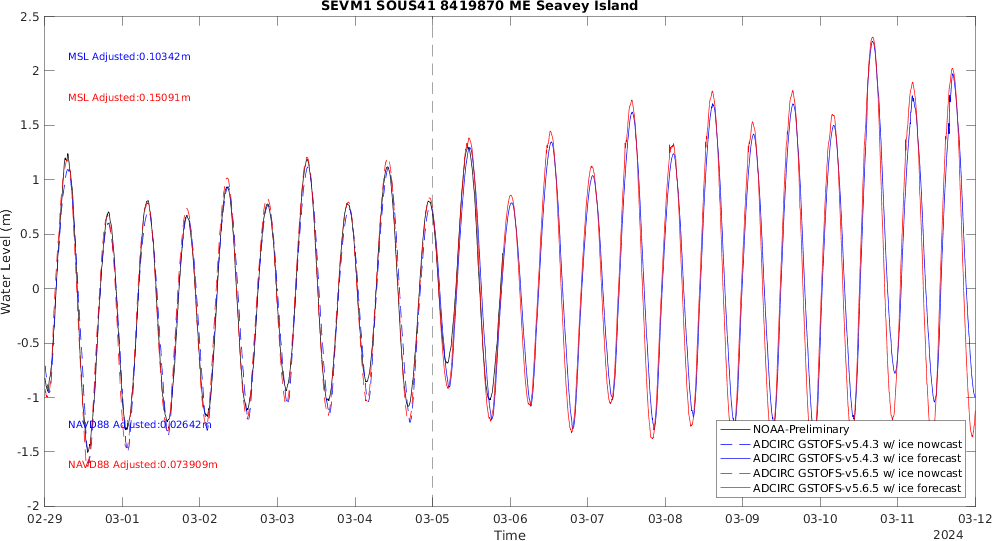 SEVM1 SOUS41 8419870 ME Seavey Island
MSL Adjusted:0.10342m
MSL Adjusted:0.15091m
NAVD88 Adjusted:0.02642m
NAVD88 Adjusted:0.073909m
Water Level (m)
2.5
2
1.5
1
0.5
0
-0.5
-1
-1.5
-2
NOAA-Preliminary
ADCIRC GSTOFS-v5.4.3 w/ ice nowcast
ADCIRC GSTOFS-v5.4.3 w/ ice forecast
ADCIRC GSTOFS-v5.6.5 w/ ice nowcast
ADCIRC GSTOFS-v5.6.5 w/ ice forecast
02-29 03-01 03-02 03-03 03-04 03-05 03-06 03-07 03-08 03-09 03-10 03-11 03-12
Time
2024